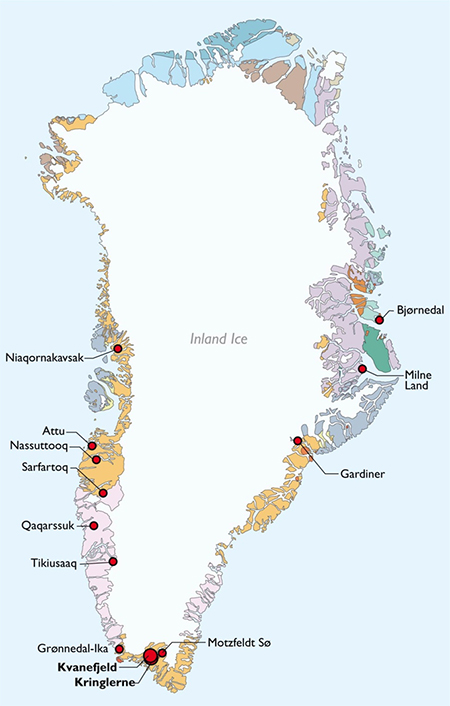 Bjørnedal
Inland Ice
Niaqornakavsak
Milne
Land
Attu
Nassuttooq
Sarfartoq
Gardiner
Qaqarssuk
Tikiusaaq
Motzfeldt Sø
Grønnedal-Ika
Kvanefjeld
Kringlerne